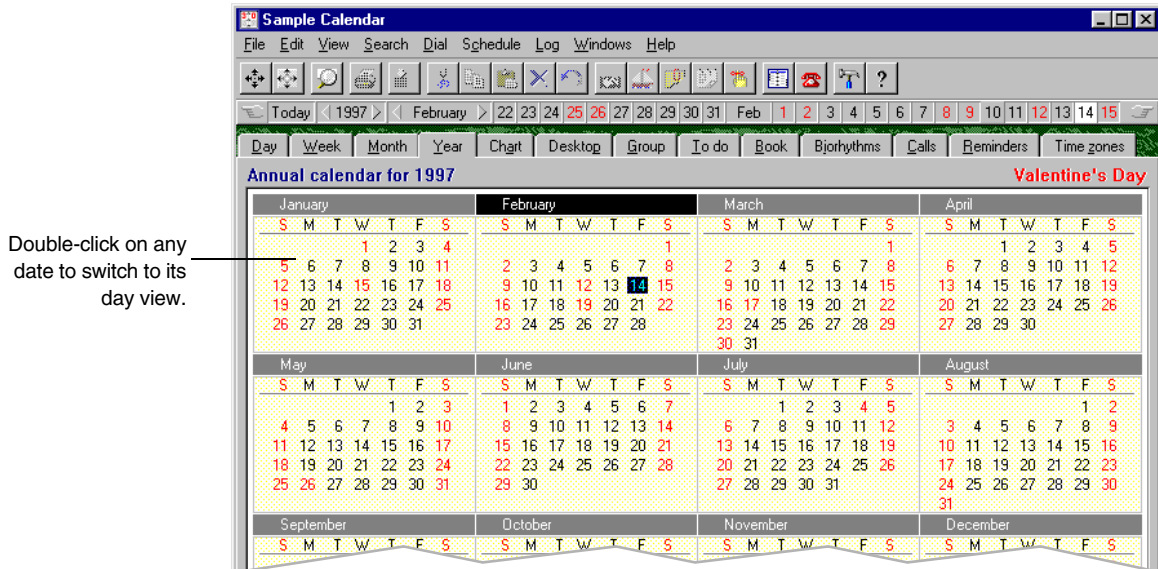 Sample Calendar
File Edit View Search Dial Schedule Log Windows Help
Today 1997 February 22 23 24 25 26 27 28 29 30 31 Feb 1 2 3 4 5 6 7 8 9 10 11 12 13 14 15
Day Week Month Year Chart Desktop Group To do Book Biorhythms Calls Reminders Time zones
Annual calendar for 1997 Valentine's Day
Double-click on any
date to switch to its
day view.
January February March April
S M T W T F S S M T W T F S S M T W T F S S M T W T F S
1 2 3 4 1 1 1 2 3 4 5
5 6 7 8 9 10 11 2 3 4 5 6 7 8 2 3 4 5 6 7 8 6 7 8 9 10 11 12
12 13 14 15 16 17 18 9 10 11 12 13 14 15 9 10 11 12 13 14 15 13 14 15 16 17 18 19
19 20 21 22 23 24 25 16 17 18 19 20 21 22 16 17 18 19 20 21 22 20 21 22 23 24 25 26
26 27 28 29 30 31 23 24 25 26 27 28 23 24 25 26 27 28 29 27 28 29 30
30 31
May June July August
S M T W T F S S M T W T F S S M T W T F S S M T W T F S
1 2 3 1 2 3 4 5 6 7 1 2 3 4 5 1 2
4 5 6 7 8 9 10 8 9 10 11 12 13 14 6 7 8 9 10 11 12 3 4 5 6 7 8 9
11 12 13 14 15 16 17 15 16 17 18 19 20 21 13 14 15 16 17 18 19 10 11 12 13 14 15 16
18 19 20 21 22 23 24 22 23 24 25 26 27 28 20 21 22 23 24 25 26 17 18 19 20 21 22 23
25 26 27 28 29 30 31 29 30 27 28 29 30 31 24 25 26 27 28 29 30
31
September October November December
S M T W T F S S M T W T F S S M T W T F S S M T W T F S